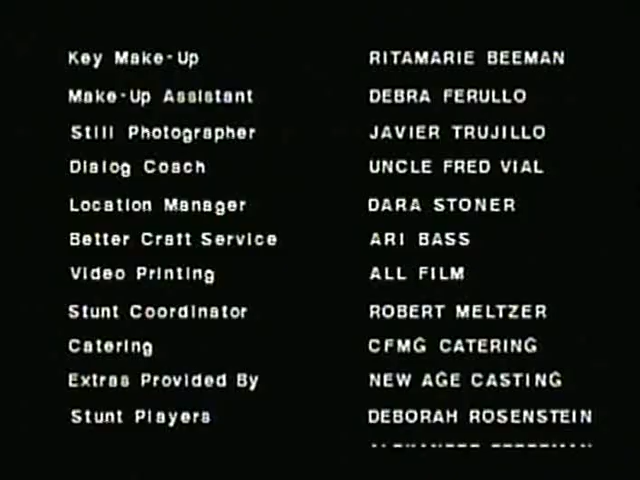 Key Make-Up RITAMARIE BEEMAN
Make-Up Assistant DEBRA FERULLO
Still Photographer JAVIER TRUJILLO
Dialog Coach UNCLE FRED VIAL
Location Manager DARA STONER
Better Craft Service ARI BASS
Video Printing ALL FILM
Stunt Coordinator ROBERT MELTZER
Catering CFMG CATERING
Extras Provided By NEW AGE CASTING
Stunt Players DEBORAH ROSENSTEIN